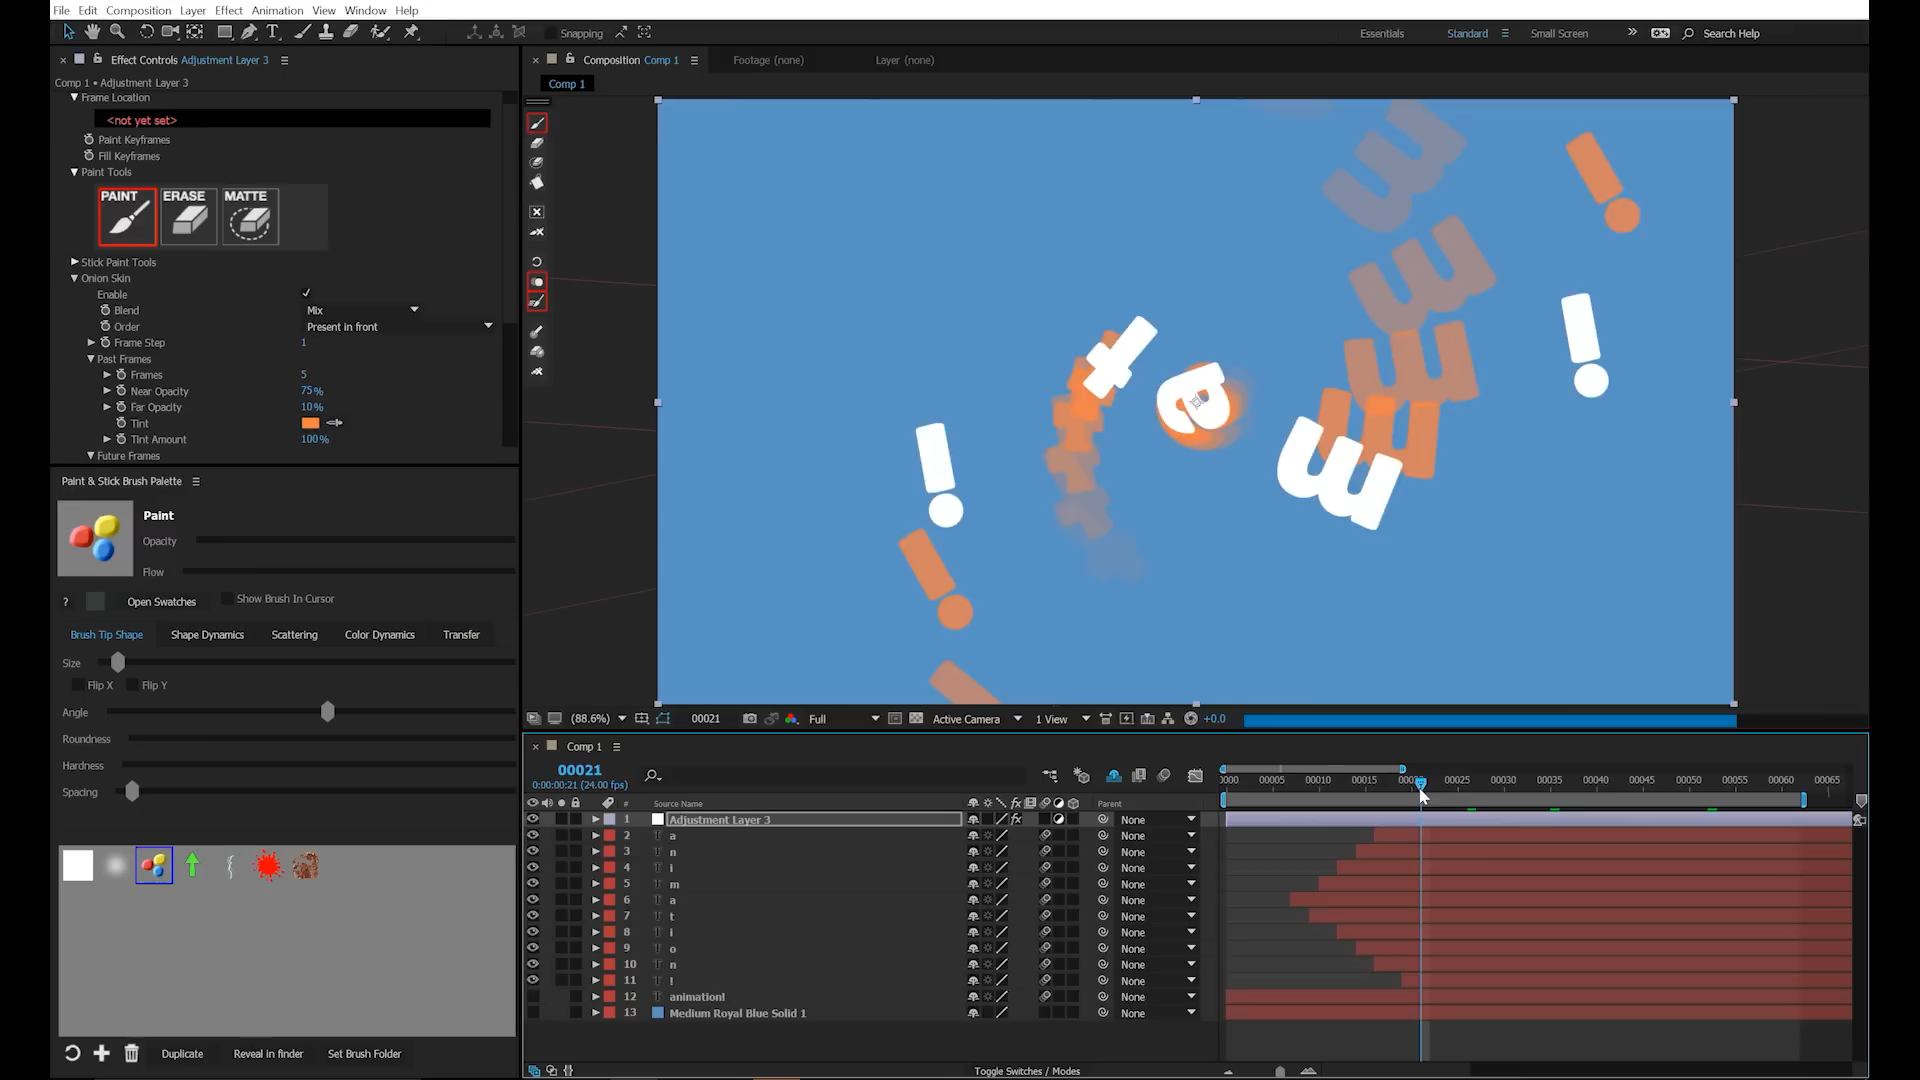 File Edit Composition Layer Effect Animation View Window Help
Snapping
Essentials Standard Small Screen Search Help
Effect Controls Adjustment Layer 3
Composition Comp 1 Footage (none) Layer (none)
Comp 1 • Adjustment Layer 3
Comp 1
Frame Location
<not yet set>
Paint Keyframes
Fill Keyframes
Paint Tools
PAINT ERASE MATTE
Stick Paint Tools
Onion Skin
Enable
Blend Mix
Order Present in front
Frame Step 1
Past Frames
Frames 5
Near Opacity 75%
Far Opacity 10%
Tint
Tint Amount 100%
Future Frames
t a m ! !
(88.6%) 00021 Full Active Camera 1 View +0.0
Paint & Stick Brush Palette
Paint
Opacity
Flow
? Open Swatches Show Brush In Cursor
Brush Tip Shape Shape Dynamics Scattering Color Dynamics Transfer
Size
Flip X Flip Y
Angle
Roundness
Hardness
Spacing
Duplicate Reveal in finder Set Brush Folder
Comp 1
00021
0:00:00:21 (24.00 fps)
00005 00010 00015 00025 00030 00035 00040 00045 00050 00055 00060 00065
# Source Name fx Parent
1 Adjustment Layer 3 fx None
2 T a None
3 T n None
4 T i None
5 T m None
6 T a None
7 T t None
8 T i None
9 T o None
10 T n None
11 T ! None
12 T animation! None
13 Medium Royal Blue Solid 1 None
Toggle Switches / Modes